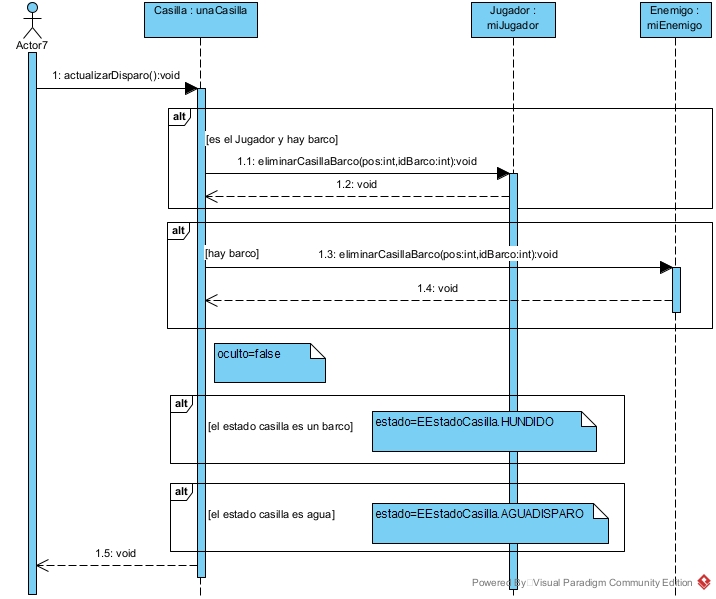 Casilla : unaCasilla
Jugador :
miJugador
Enemigo :
miEnemigo
Actor7
1: actualizarDisparo():void
alt
[es el Jugador y hay barco]
1.1: eliminarCasillaBarco(pos:int,idBarco:int):void
1.2: void
alt
[hay barco]
1.3: eliminarCasillaBarco(pos:int,idBarco:int):void
1.4: void
oculto=false
alt
[el estado casilla es un barco]
estado=EEstadoCasilla.HUNDIDO
alt
[el estado casilla es agua]
estado=EEstadoCasilla.AGUADISPARO
1.5: void
Powered By Visual Paradigm Community Edition